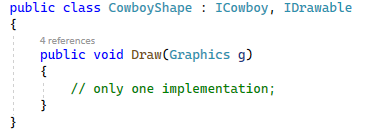 public class CowboyShape : ICowboy, IDrawable
{
4 references
public void Draw(Graphics g)
{
// only one implementation;
}
}